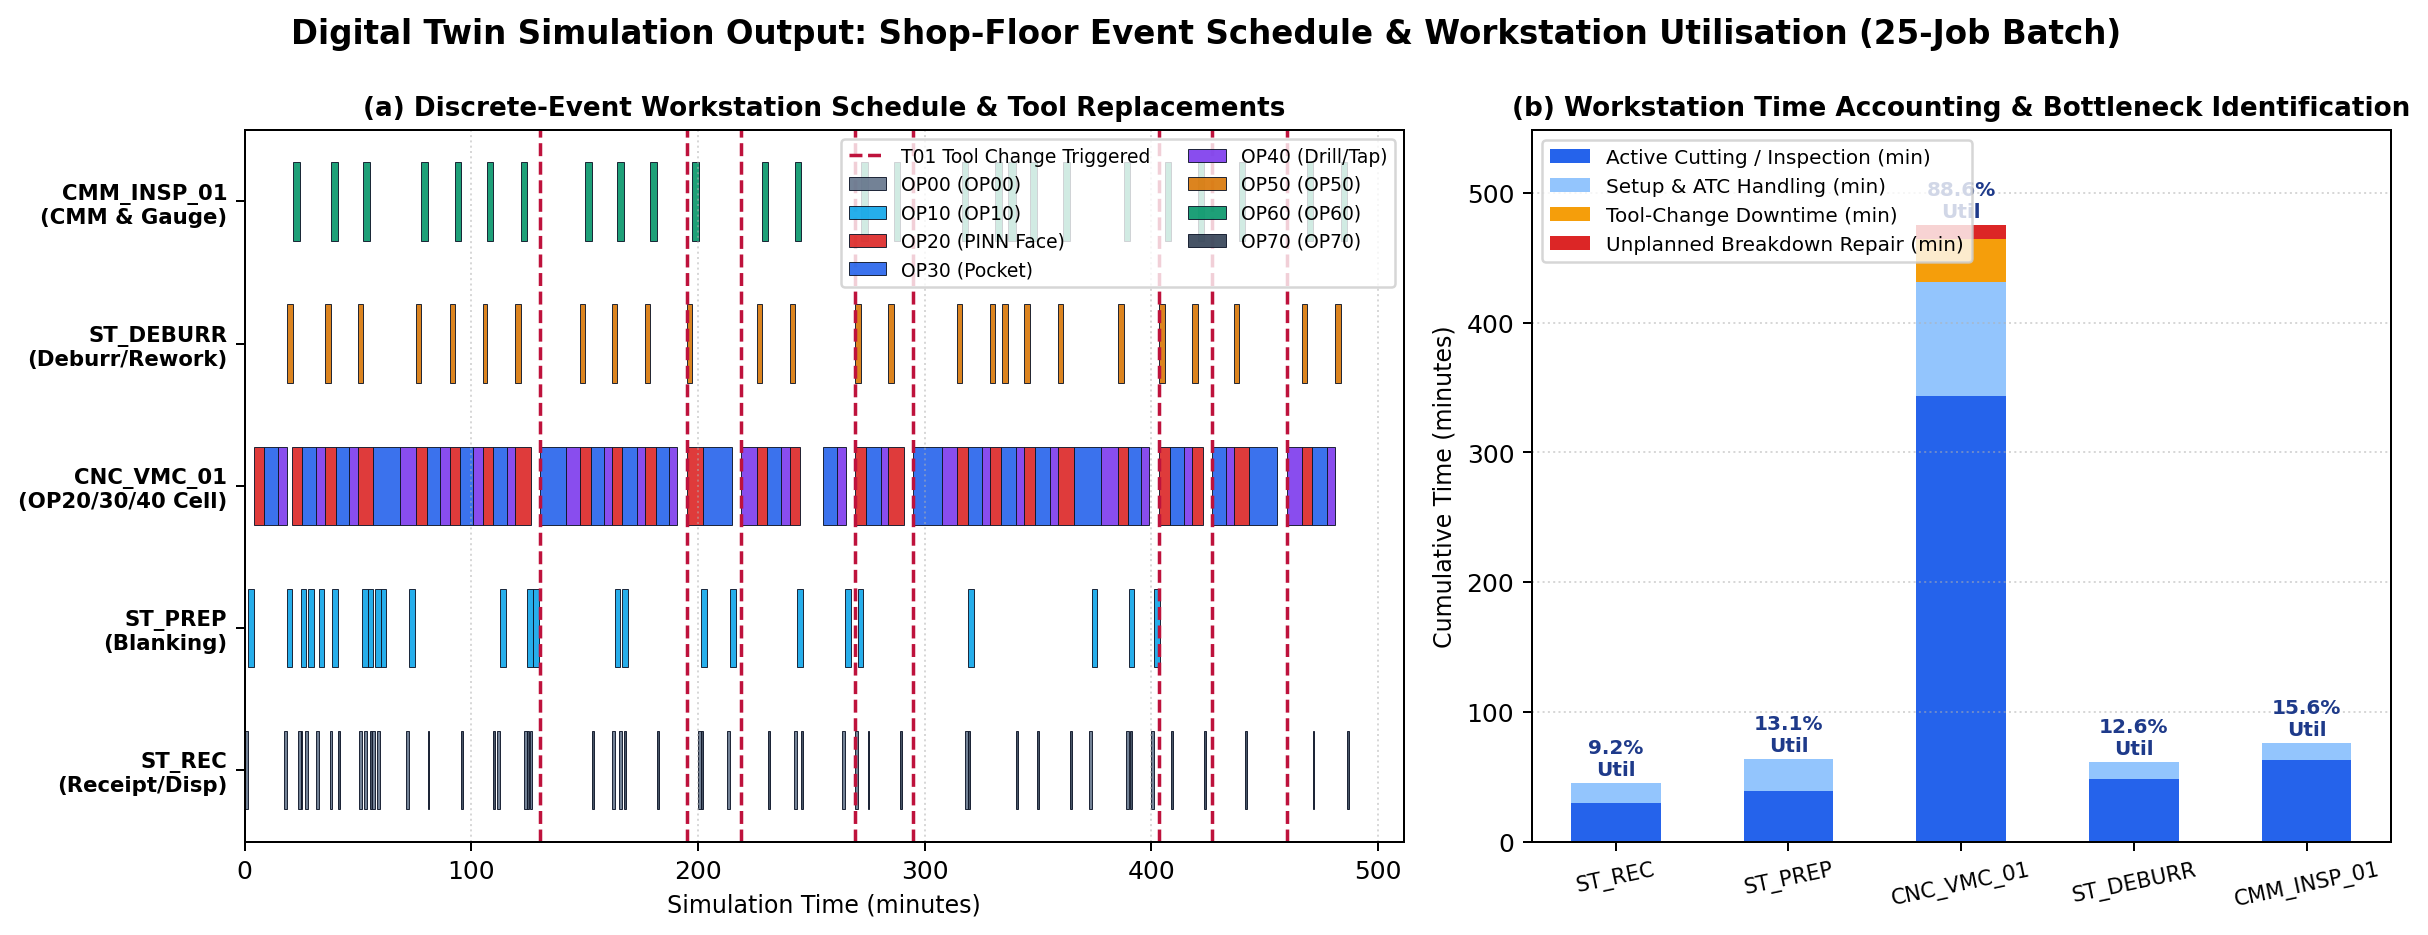 Digital Twin Simulation Output: Shop-Floor Event Schedule & Workstation Utilisation (25-Job Batch)
(a) Discrete-Event Workstation Schedule & Tool Replacements
CMM_INSP_01
(CMM & Gauge)
ST_DEBURR
(Deburr/Rework)
CNC_VMC_01
(OP20/30/40 Cell)
ST_PREP
(Blanking)
ST_REC
(Receipt/Disp)
T01 Tool Change Triggered
OP00 (OP00)
OP10 (OP10)
OP20 (PINN Face)
OP30 (Pocket)
OP40 (Drill/Tap)
OP50 (OP50)
OP60 (OP60)
OP70 (OP70)
0 100 200 300 400 500
Simulation Time (minutes)
(b) Workstation Time Accounting & Bottleneck Identification
Active Cutting / Inspection (min)
Setup & ATC Handling (min)
Tool-Change Downtime (min)
Unplanned Breakdown Repair (min)
Cumulative Time (minutes)
500
400
300
200
100
0
9.2%
Util
13.1%
Util
88.6%
Util
12.6%
Util
15.6%
Util
ST_REC
ST_PREP
CNC_VMC_01
ST_DEBURR
CMM_INSP_01